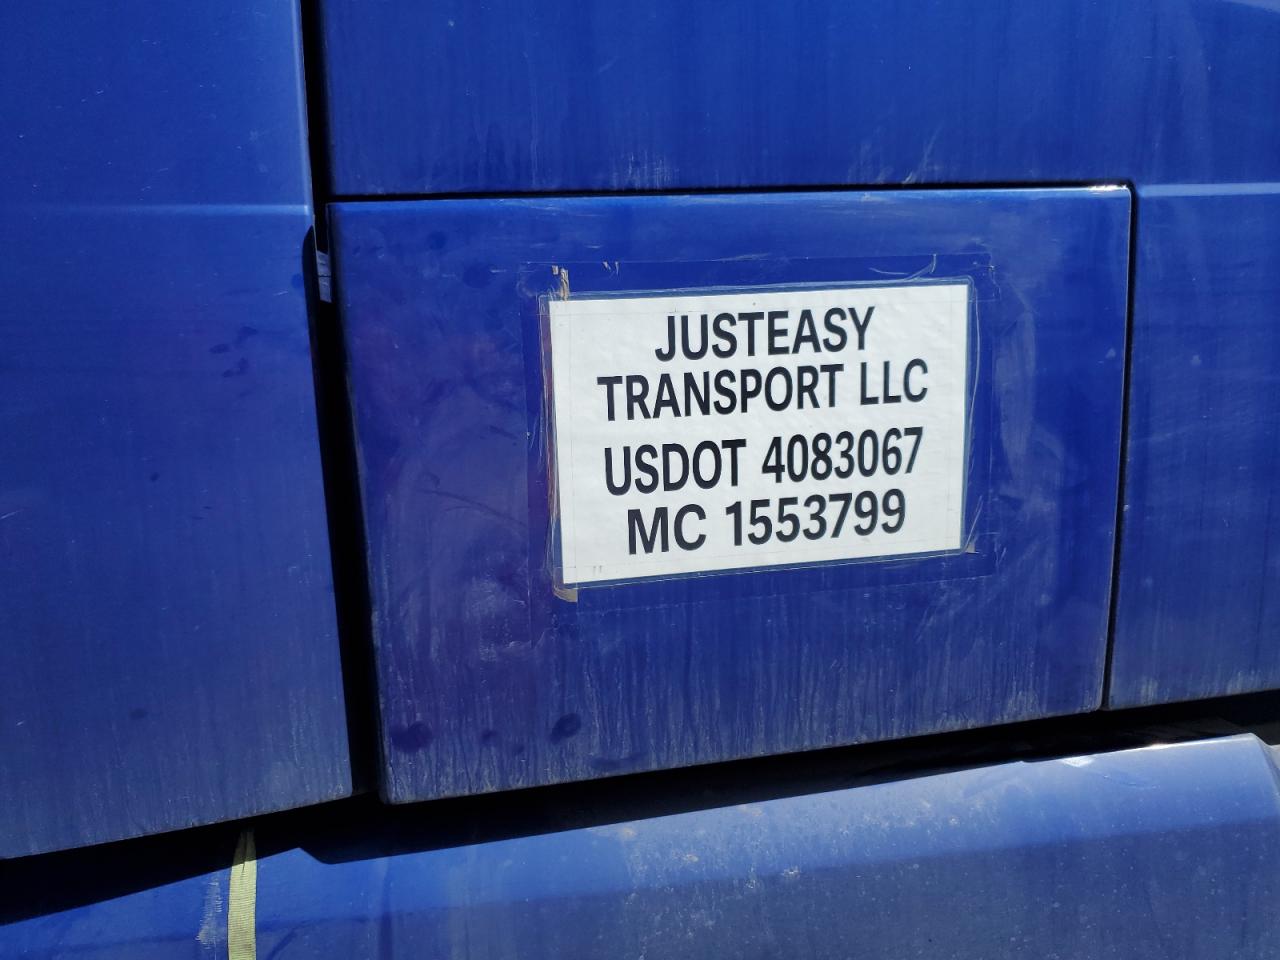 JUSTEASY
TRANSPORT LLC
USDOT 4083067
MC 1553799